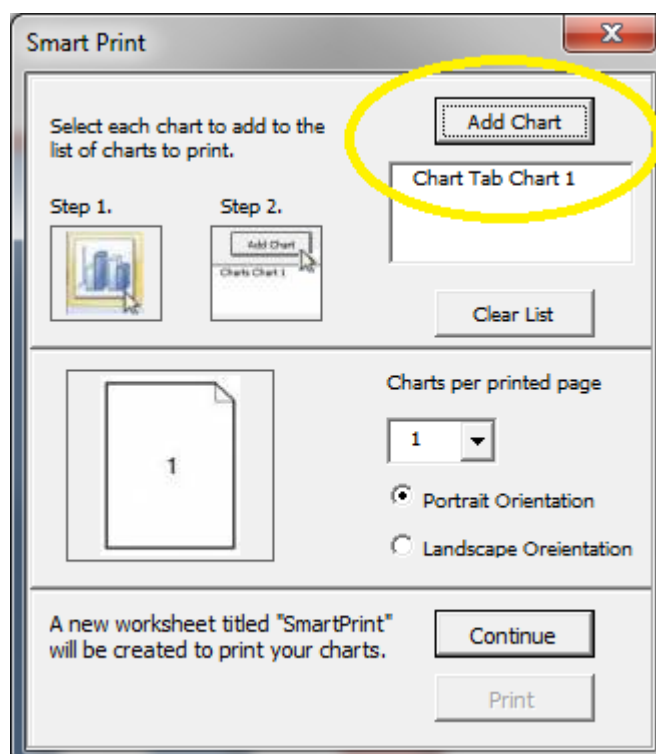 Smart Print
X
Add Chart
Select each chart to add to the
list of charts to print.
Chart Tab Chart 1
Step 1.
Step 2.
Add Chart
Charts Chart 1
Clear List
Charts per printed page
1
1
Portrait Orientation
Landscape Oreientation
A new worksheet titled "SmartPrint"
will be created to print your charts.
Continue
Print